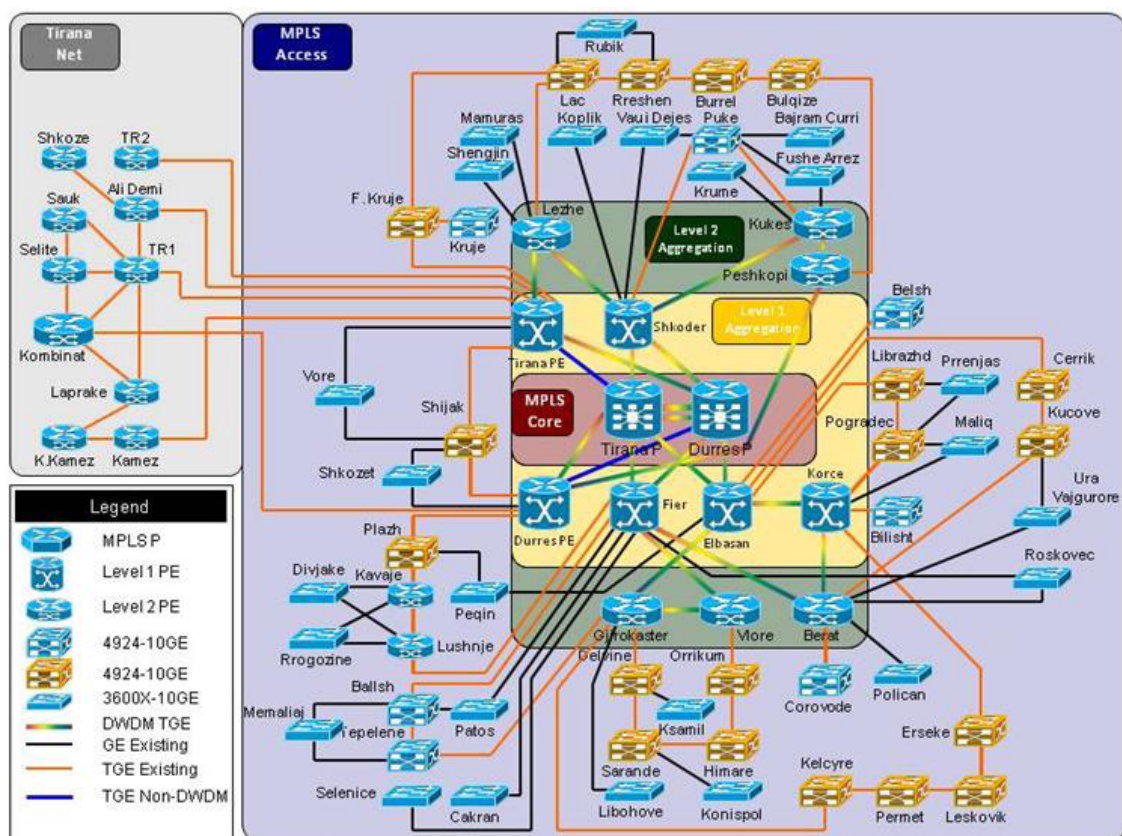 Tirana
Net
MPLS
Access
Rubik
Lac
Rreshen
Burrel
Bulqize
Mamuras
Koplik
Vaui Dejes
Puke
Bajram Curri
Shengjin
Fushe Arrez
Krume
Shkoze
TR2
Ali Demi
Sauk
Selite
TR1
Kombinat
Laprake
K.Kamez
Kamez
F. Kruje
Kruje
Lezhe
Level 2
Aggregation
Kukes
Peshkopi
Belsh
Tirana PE
Shkoder
Level 1
Aggregation
Vore
Librazhd
Prrenjas
Cerrik
Shijak
MPLS
Core
Tirana P
Durres P
Pogradec
Maliq
Kucove
Shkozet
Korce
Ura
Vajgurore
Durres PE
Fier
Elbasan
Bilisht
Roskovec
Plazh
Divjake
Kavaje
Peqin
Rrogozine
Lushnje
Gjirokaster
Vlore
Berat
Delvine
Orrikum
Ballsh
Memaliaj
Tepelene
Patos
Ksamil
Corovode
Polican
Erseke
Sarande
Himare
Kelcyre
Selenice
Cakran
Libohove
Konispol
Permet
Leskovik
Legend
MPLS P
Level 1 PE
Level 2 PE
4924-10GE
4924-10GE
3600X-10GE
DWDM TGE
GE Existing
TGE Existing
TGE Non-DWDM